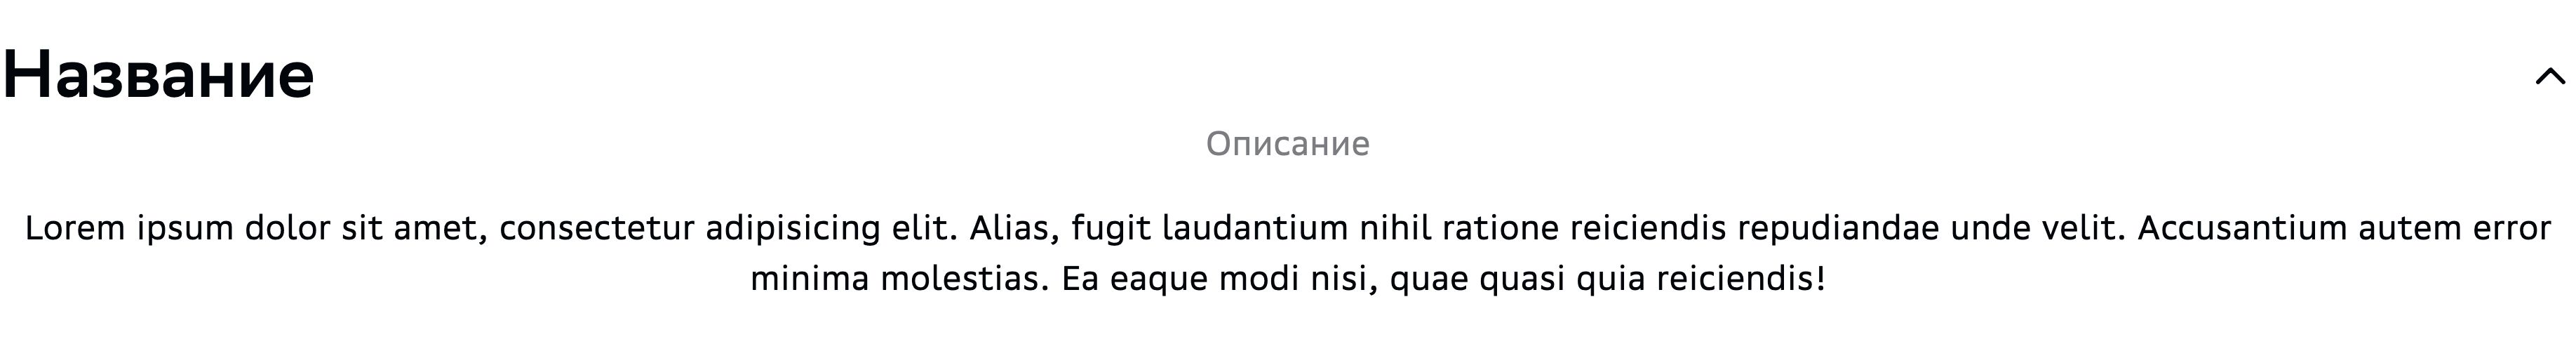 Название
Описание
Lorem ipsum dolor sit amet, consectetur adipisicing elit. Alias, fugit laudantium nihil ratione reiciendis repudiandae unde velit. Accusantium autem error
minima molestias. Ea eaque modi nisi, quae quasi quia reiciendis!